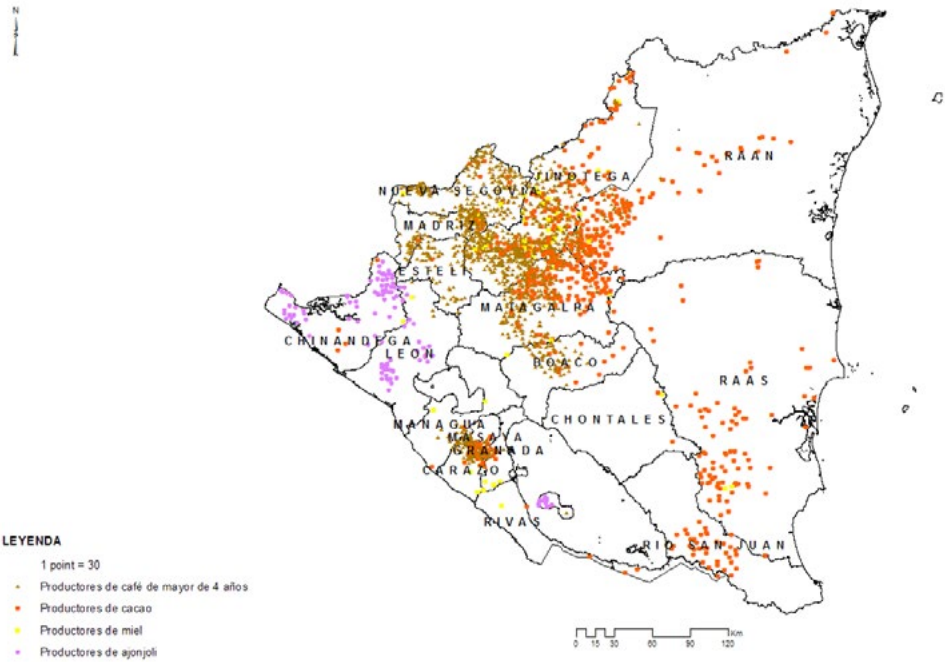 N
RAAN
JINOTEGA
NUEVA SEGOVIA
MADRIZ
ESTELI
MATAGALPA
CHINANDEGA
LEON
BOACO
RAAS
CHONTALES
MANAGUA
MASAYA
GRANADA
CARAZO
RIVAS
RIO SAN JUAN
LEYENDA
1 point = 30
Productores de café de mayor de 4 años
Productores de cacao
Productores de miel
Productores de ajonjoli
Km
0 15 30 60 90 120